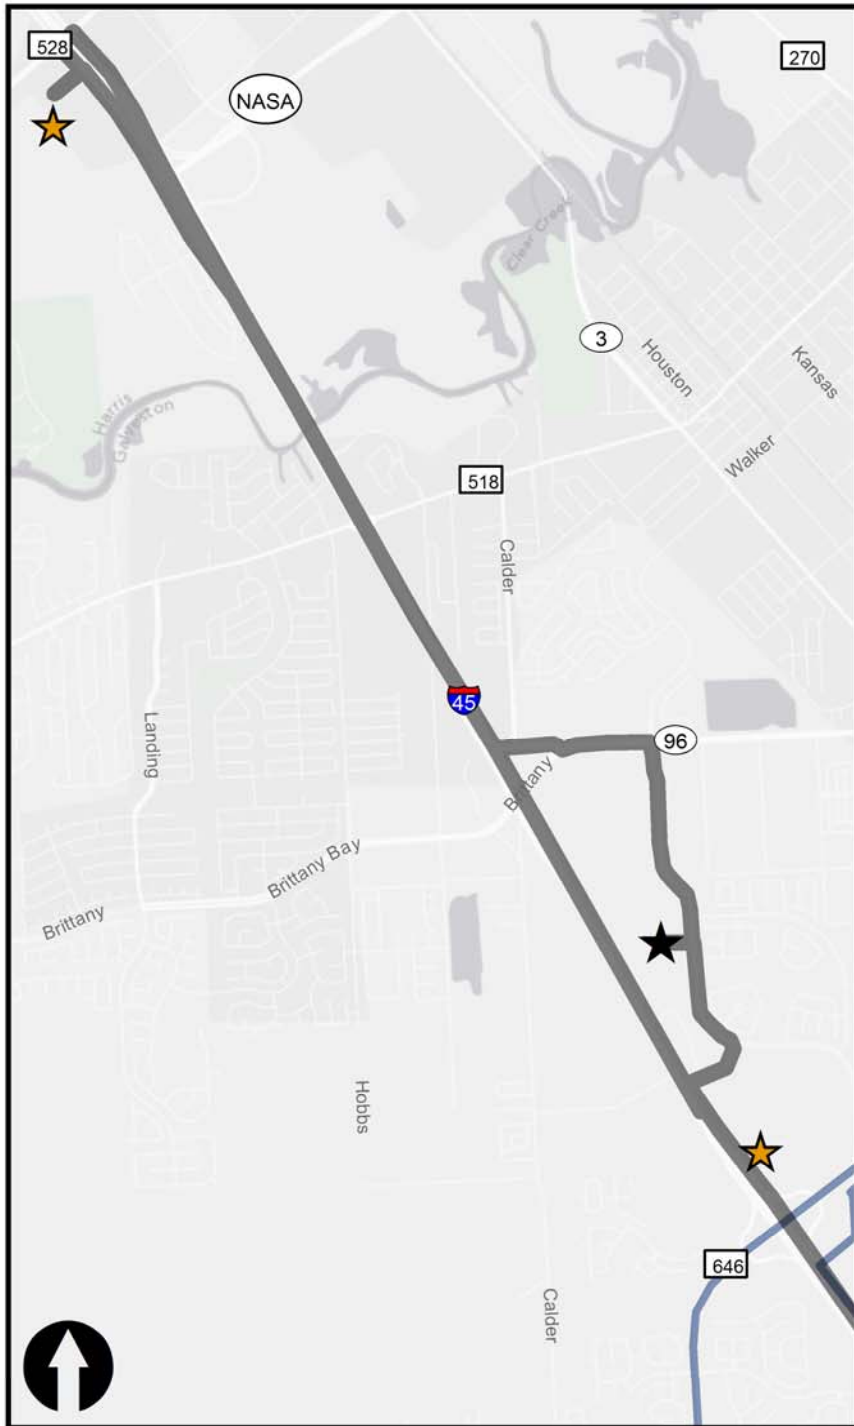 528
270
NASA
Clear Creek
3
Houston
Kansas
Harris
Galveston
Walker
518
Calder
45
Landing
96
Brittany
Brittany Bay
Brittany
Hobbs
646
Calder